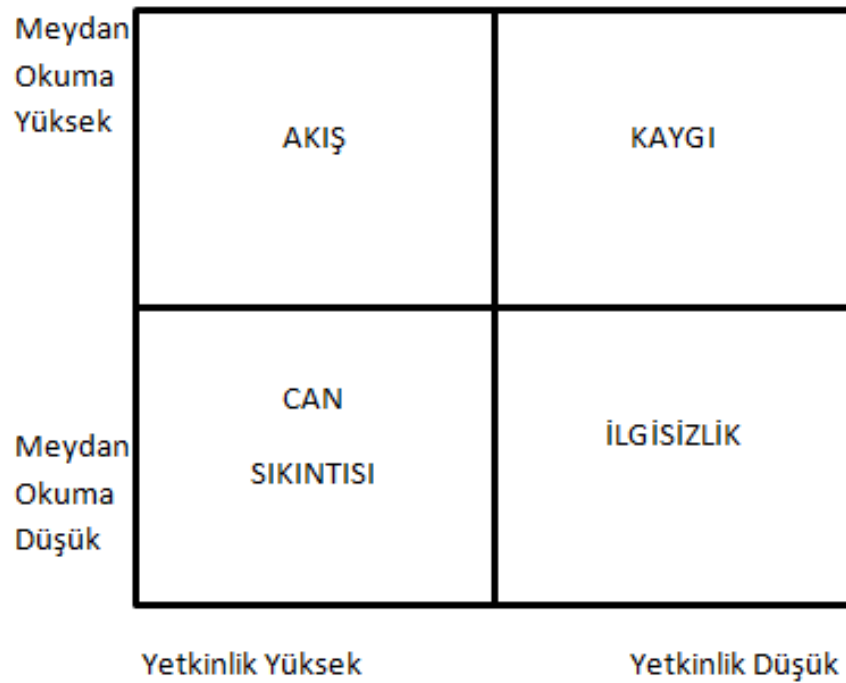 Meydan
Okuma
Yüksek
AKIŞ
KAYGI
CAN
SIKINTISI
İLGİSİZLİK
Meydan
Okuma
Düşük
Yetkinlik Yüksek
Yetkinlik Düşük